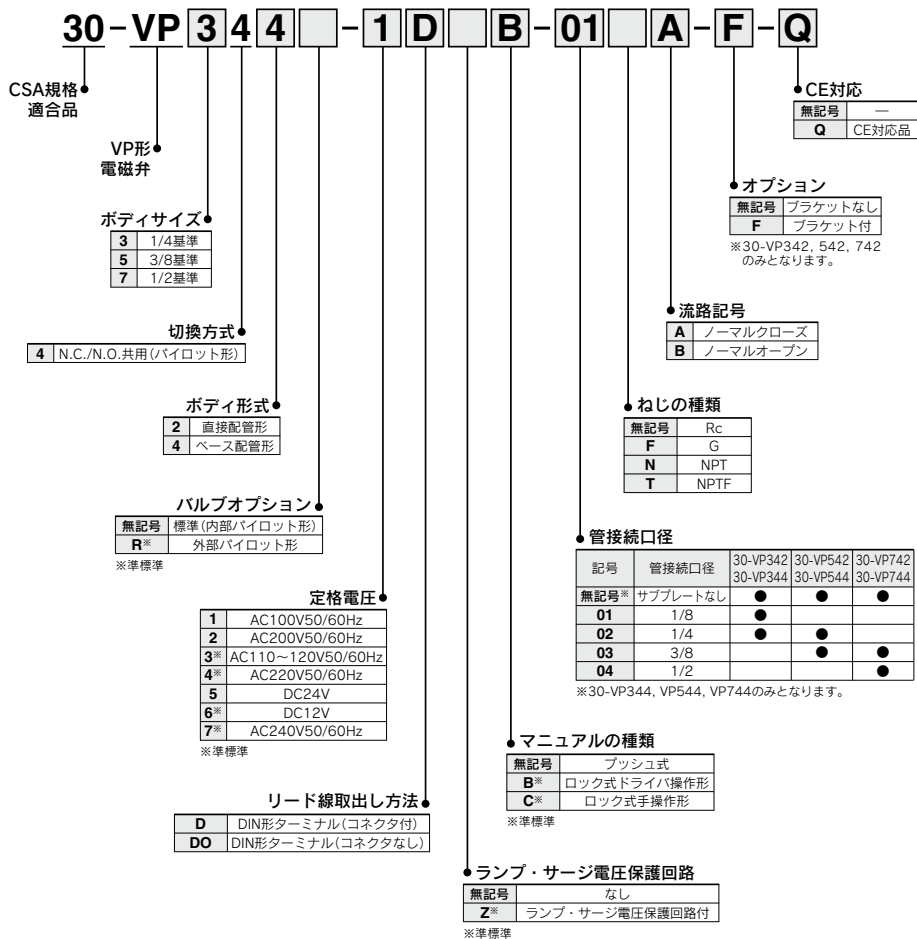 30-VP344 -1D B-01 A-F-Q
CSA規格
適合品
VP形
電磁弁
ボディサイズ
3 1/4基準
5 3/8基準
7 1/2基準
切換方式
4 N.C./N.O.共用(パイロット形)
ボディ形式
2 直接配管形
4 ベース配管形
バルブオプション
無記号 標準(内部パイロット形)
R※ 外部パイロット形
※準標準
定格電圧
1 AC100V50/60Hz
2 AC200V50/60Hz
3※ AC110～120V50/60Hz
4※ AC220V50/60Hz
5 DC24V
6※ DC12V
7※ AC240V50/60Hz
※準標準
リード線取出し方法
D DIN形ターミナル(コネクタ付)
DO DIN形ターミナル(コネクタなし)
CE対応
無記号 —
Q CE対応品
オプション
無記号 ブラケットなし
F ブラケット付
※30-VP342, 542, 742
のみとなります。
流路記号
A ノーマルクローズ
B ノーマルオープン
ねじの種類
無記号 Rc
F G
N NPT
T NPTF
管接続口径
記号 管接続口径 30-VP342 30-VP542 30-VP742
30-VP344 30-VP544 30-VP744
無記号※ サブプレートなし ● ● ●
01 1/8 ●
02 1/4 ● ●
03 3/8 ● ●
04 1/2 ●
※30-VP344, VP544, VP744のみとなります。
マニュアルの種類
無記号 プッシュ式
B※ ロック式ドライバ操作形
C※ ロック式手操作形
※準標準
ランプ・サージ電圧保護回路
無記号 なし
Z※ ランプ・サージ電圧保護回路付
※準標準